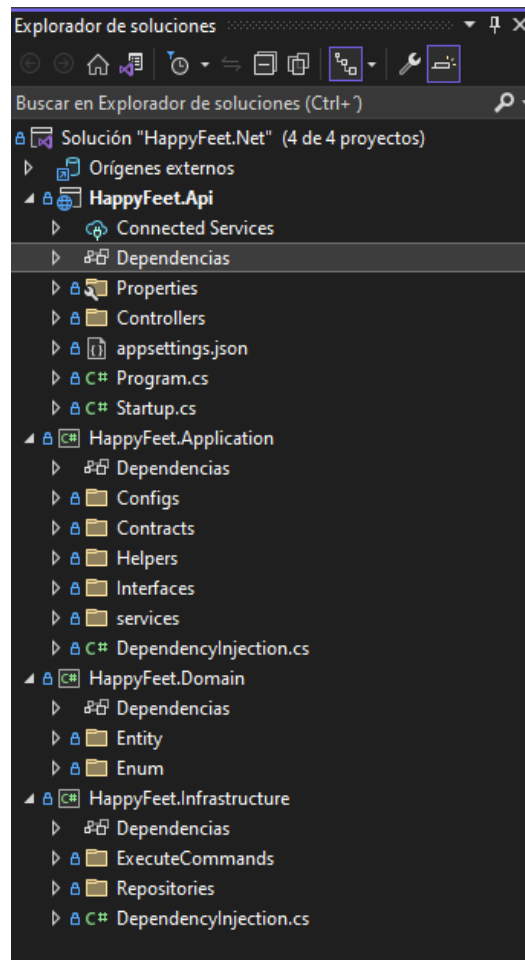 Explorador de soluciones
Buscar en Explorador de soluciones (Ctrl+´)
Solución "HappyFeet.Net" (4 de 4 proyectos)
Orígenes externos
HappyFeet.Api
Connected Services
Dependencias
Properties
Controllers
appsettings.json
C# Program.cs
C# Startup.cs
C# HappyFeet.Application
Dependencias
Configs
Contracts
Helpers
Interfaces
services
C# DependencyInjection.cs
C# HappyFeet.Domain
Dependencias
Entity
Enum
C# HappyFeet.Infrastructure
Dependencias
ExecuteCommands
Repositories
C# DependencyInjection.cs